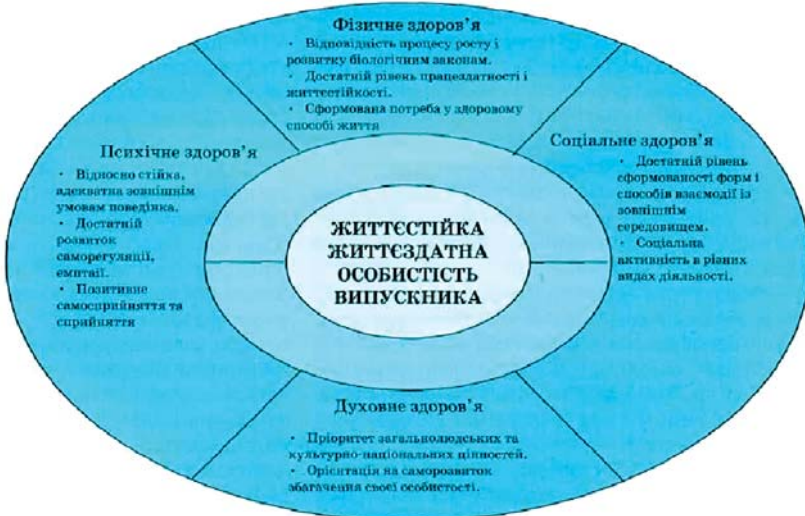 Фізичне здоров'я
• Відповідність процесу росту і
розвитку біологічним законам.
• Достатній рівень працездатності і
життєстійкості.
• Сформована потреба у здоровому
способі життя
Психічне здоров'я
• Відносно стійка,
адекватна зовнішнім
умовам поведінка.
• Достатній
розвиток
саморегуляції,
емпатії.
• Позитивне
самосприйняття та
сприйняття
ЖИТТЄСТІЙКА
ЖИТТЄЗДАТНА
ОСОБИСТІСТЬ
ВИПУСКНИКА
Соціальне здоров'я
• Достатній рівень
сформованості форм і
способів взаємодії із
зовнішнім
середовищем.
• Соціальна
активність в різних
видах діяльності.
Духовне здоров'я
• Пріоритет загальнолюдських та
культурно-національних цінностей.
• Орієнтація на саморозвиток
збагачення своєї особистості.